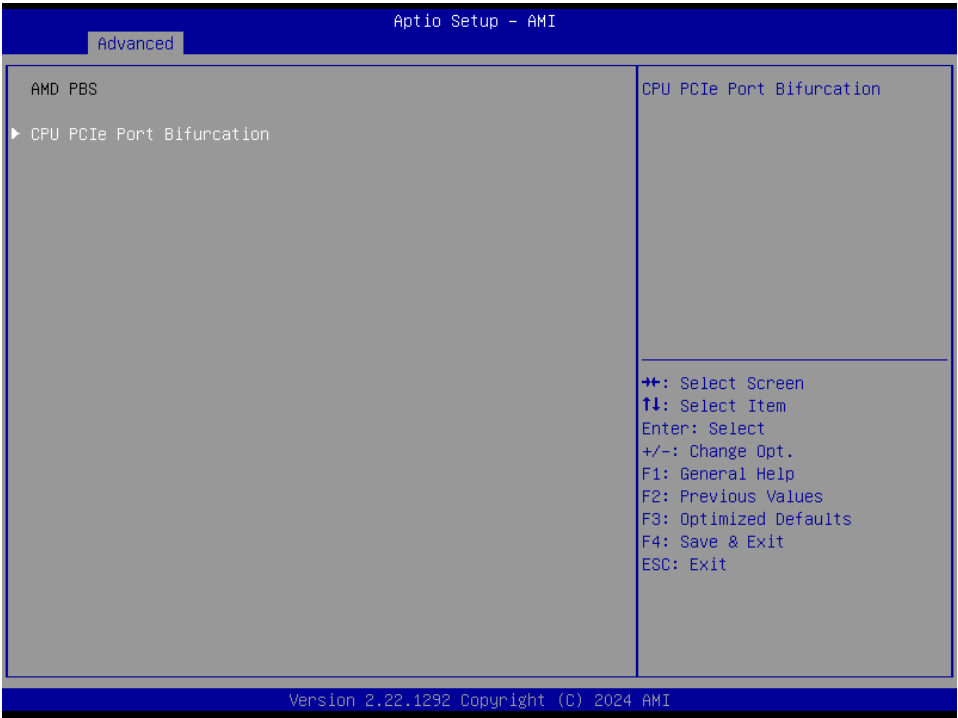 Aptio Setup – AMI
Advanced
AMD PBS
CPU PCIe Port Bifurcation
CPU PCIe Port Bifurcation
→←: Select Screen
↑↓: Select Item
Enter: Select
+/-: Change Opt.
F1: General Help
F2: Previous Values
F3: Optimized Defaults
F4: Save & Exit
ESC: Exit
Version 2.22.1292 Copyright (C) 2024 AMI